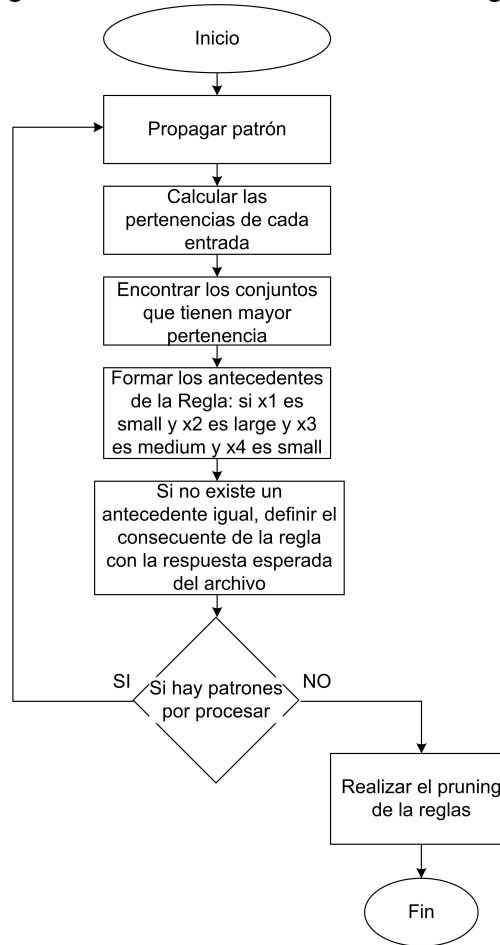 Inicio
Propagar patrón
Calcular las
pertenencias de cada
entrada
Encontrar los conjuntos
que tienen mayor
pertenencia
Formar los antecedentes
de la Regla: si x1 es
small y x2 es large y x3
es medium y x4 es small
Si no existe un
antecedente igual, definir el
consecuente de la regla
con la respuesta esperada
del archivo
SI
Si hay patrones
por procesar
NO
Realizar el pruning
de la reglas
Fin